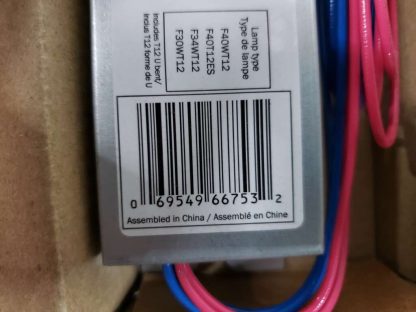 Lamp type
Type de lampe
F40WT12
F40T12ES
F34WT12
F30WT12
Includes T12 U bent/
Inclus T12 forme de U
0 69549 66753 2
Assembled in China / Assemblé en Chine